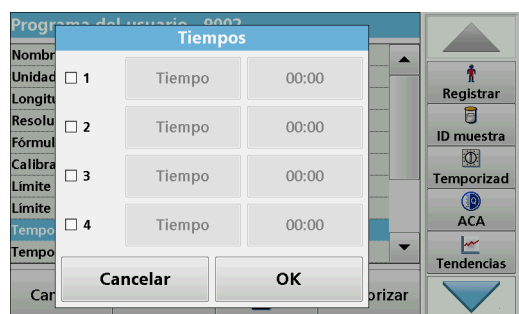 Programa del usuario 9002
Tiempos
Nombr
Unidad
Longitu
Resolu
Fórmul
Calibra
Límite
Límite
Tempo
Tempo
1 Tiempo 00:00
2 Tiempo 00:00
3 Tiempo 00:00
4 Tiempo 00:00
Cancelar OK
Can
orizar
Registrar
ID muestra
Temporizad
ACA
Tendencias